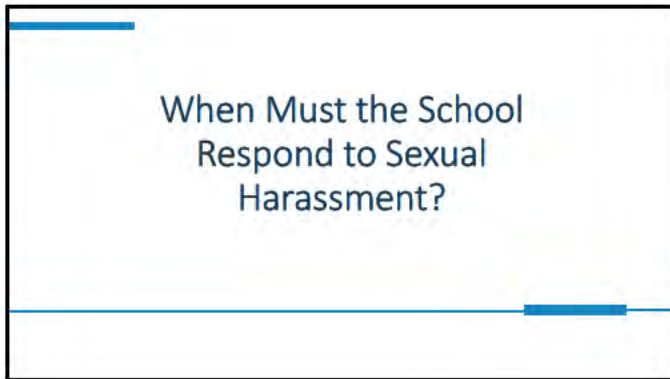 When Must the School
Respond to Sexual
Harassment?